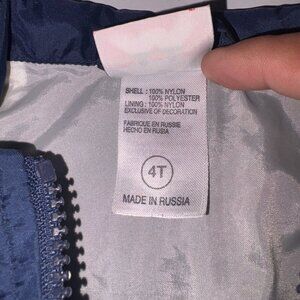 SHELL : 100% NYLON
100% POLYESTER
LINING : 100% NYLON
EXCLUSIVE OF DECORATION
FABRIQUE EN RUSSIE
HECHO EN RUSIA
4T
MADE IN RUSSIA